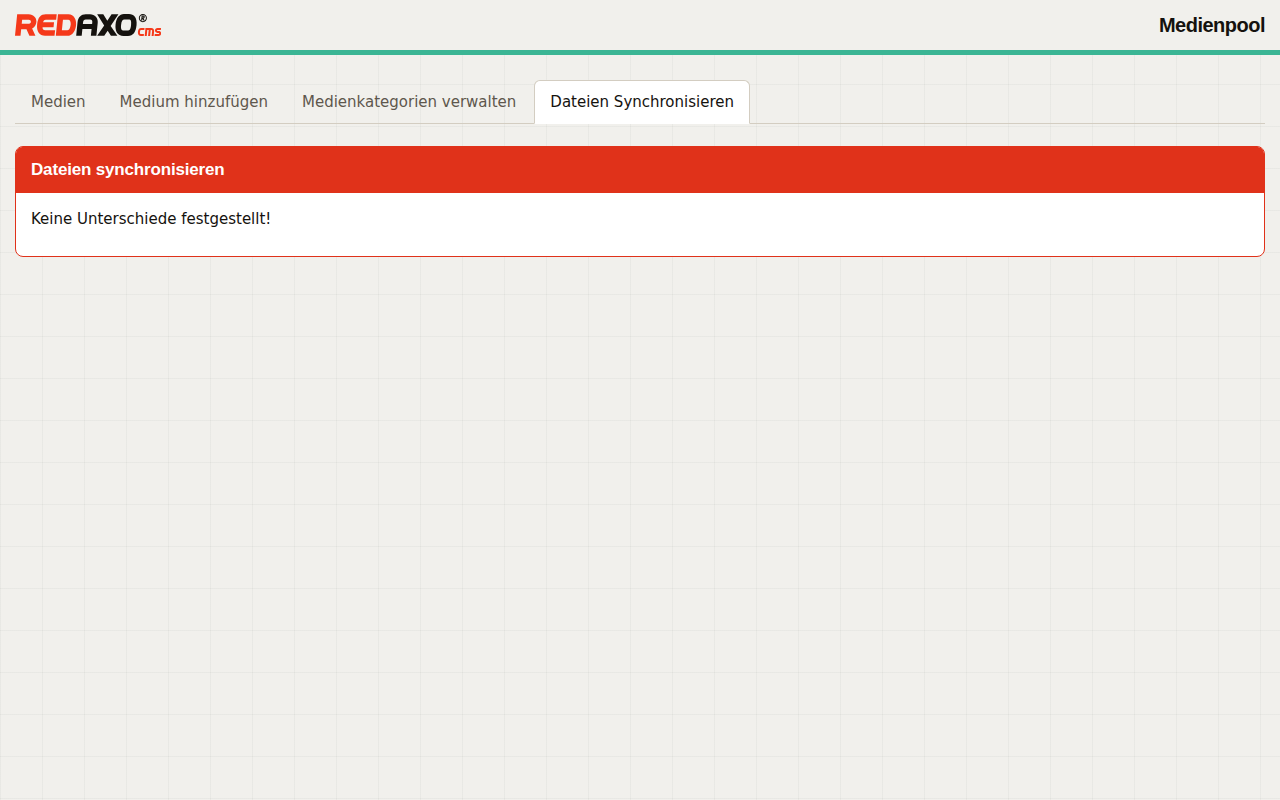 REDAXO® cms
Medienpool
Medien
Medium hinzufügen
Medienkategorien verwalten
Dateien Synchronisieren
Dateien synchronisieren
Keine Unterschiede festgestellt!